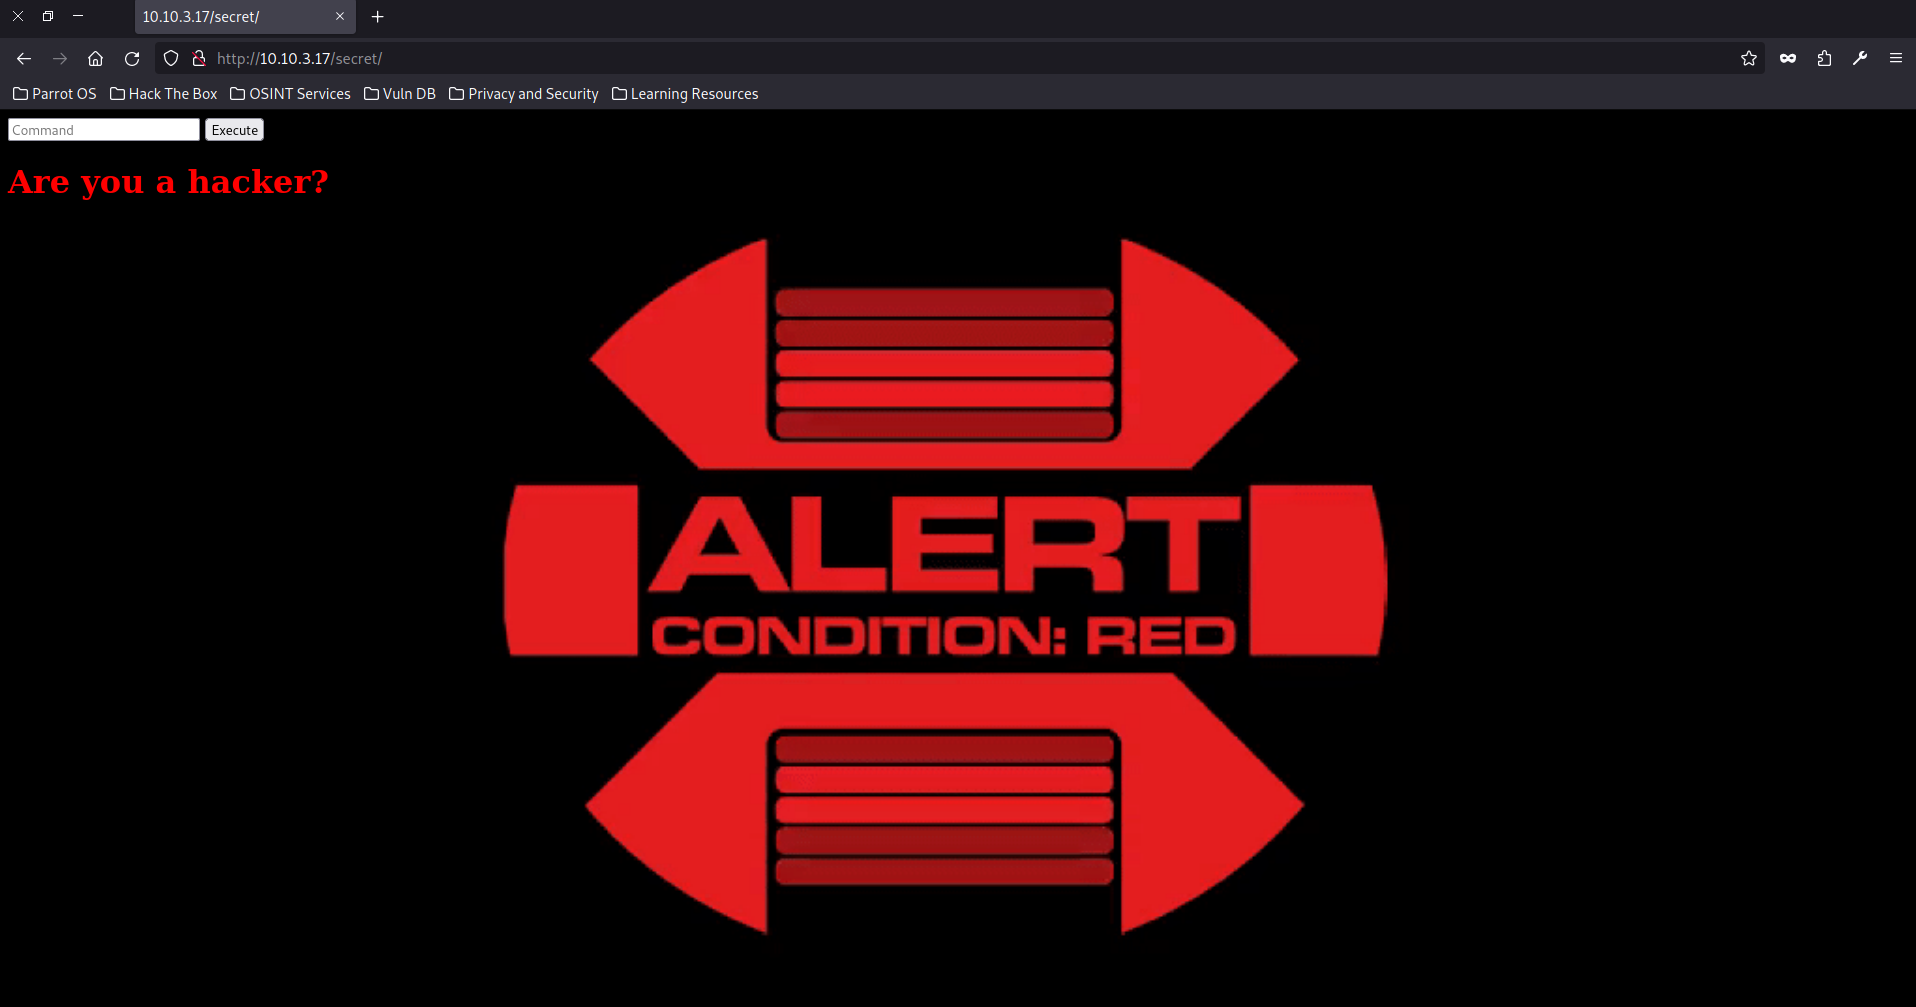 10.10.3.17/secret/
http://10.10.3.17/secret/
Parrot OS Hack The Box OSINT Services Vuln DB Privacy and Security Learning Resources
Command Execute
Are you a hacker?
ALERT
CONDITION: RED